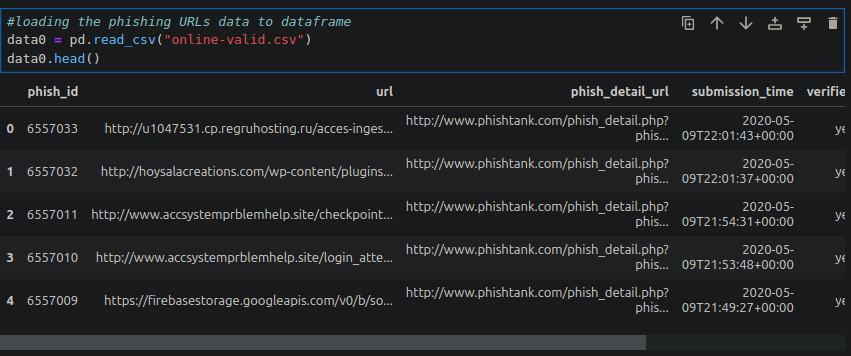 #loading the phishing URLs data to dataframe
data0 = pd.read_csv("online-valid.csv")
data0.head()
phish_id url phish_detail_url submission_time verifie
0 6557033 http://u1047531.cp.regruhosting.ru/acces-inges... http://www.phishtank.com/phish_detail.php? 2020-05- ye
phis... 09T22:01:43+00:00
1 6557032 http://hoysalacreations.com/wp-content/plugins... http://www.phishtank.com/phish_detail.php? 2020-05- ye
phis... 09T22:01:37+00:00
2 6557011 http://www.accsystemprblemhelp.site/checkpoint... http://www.phishtank.com/phish_detail.php? 2020-05- ye
phis... 09T21:54:31+00:00
3 6557010 http://www.accsystemprblemhelp.site/login_atte... http://www.phishtank.com/phish_detail.php? 2020-05- ye
phis... 09T21:53:48+00:00
4 6557009 https://firebasestorage.googleapis.com/v0/b/so... http://www.phishtank.com/phish_detail.php? 2020-05- ye
phis... 09T21:49:27+00:00